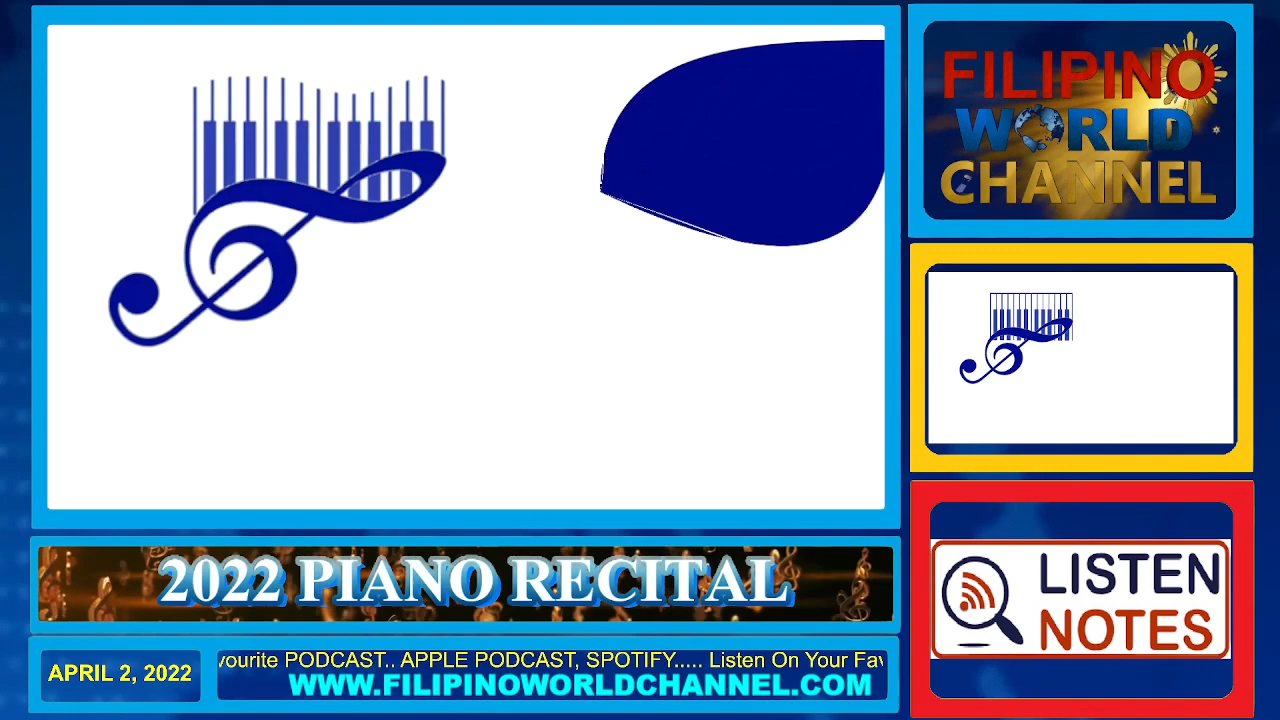 FILIPINO
WORLD
CHANNEL
LISTEN
NOTES
2022 PIANO RECITAL
APRIL 2, 2022
vourite PODCAST.. APPLE PODCAST, SPOTIFY..... Listen On Your Fav
WWW.FILIPINOWORLDCHANNEL.COM